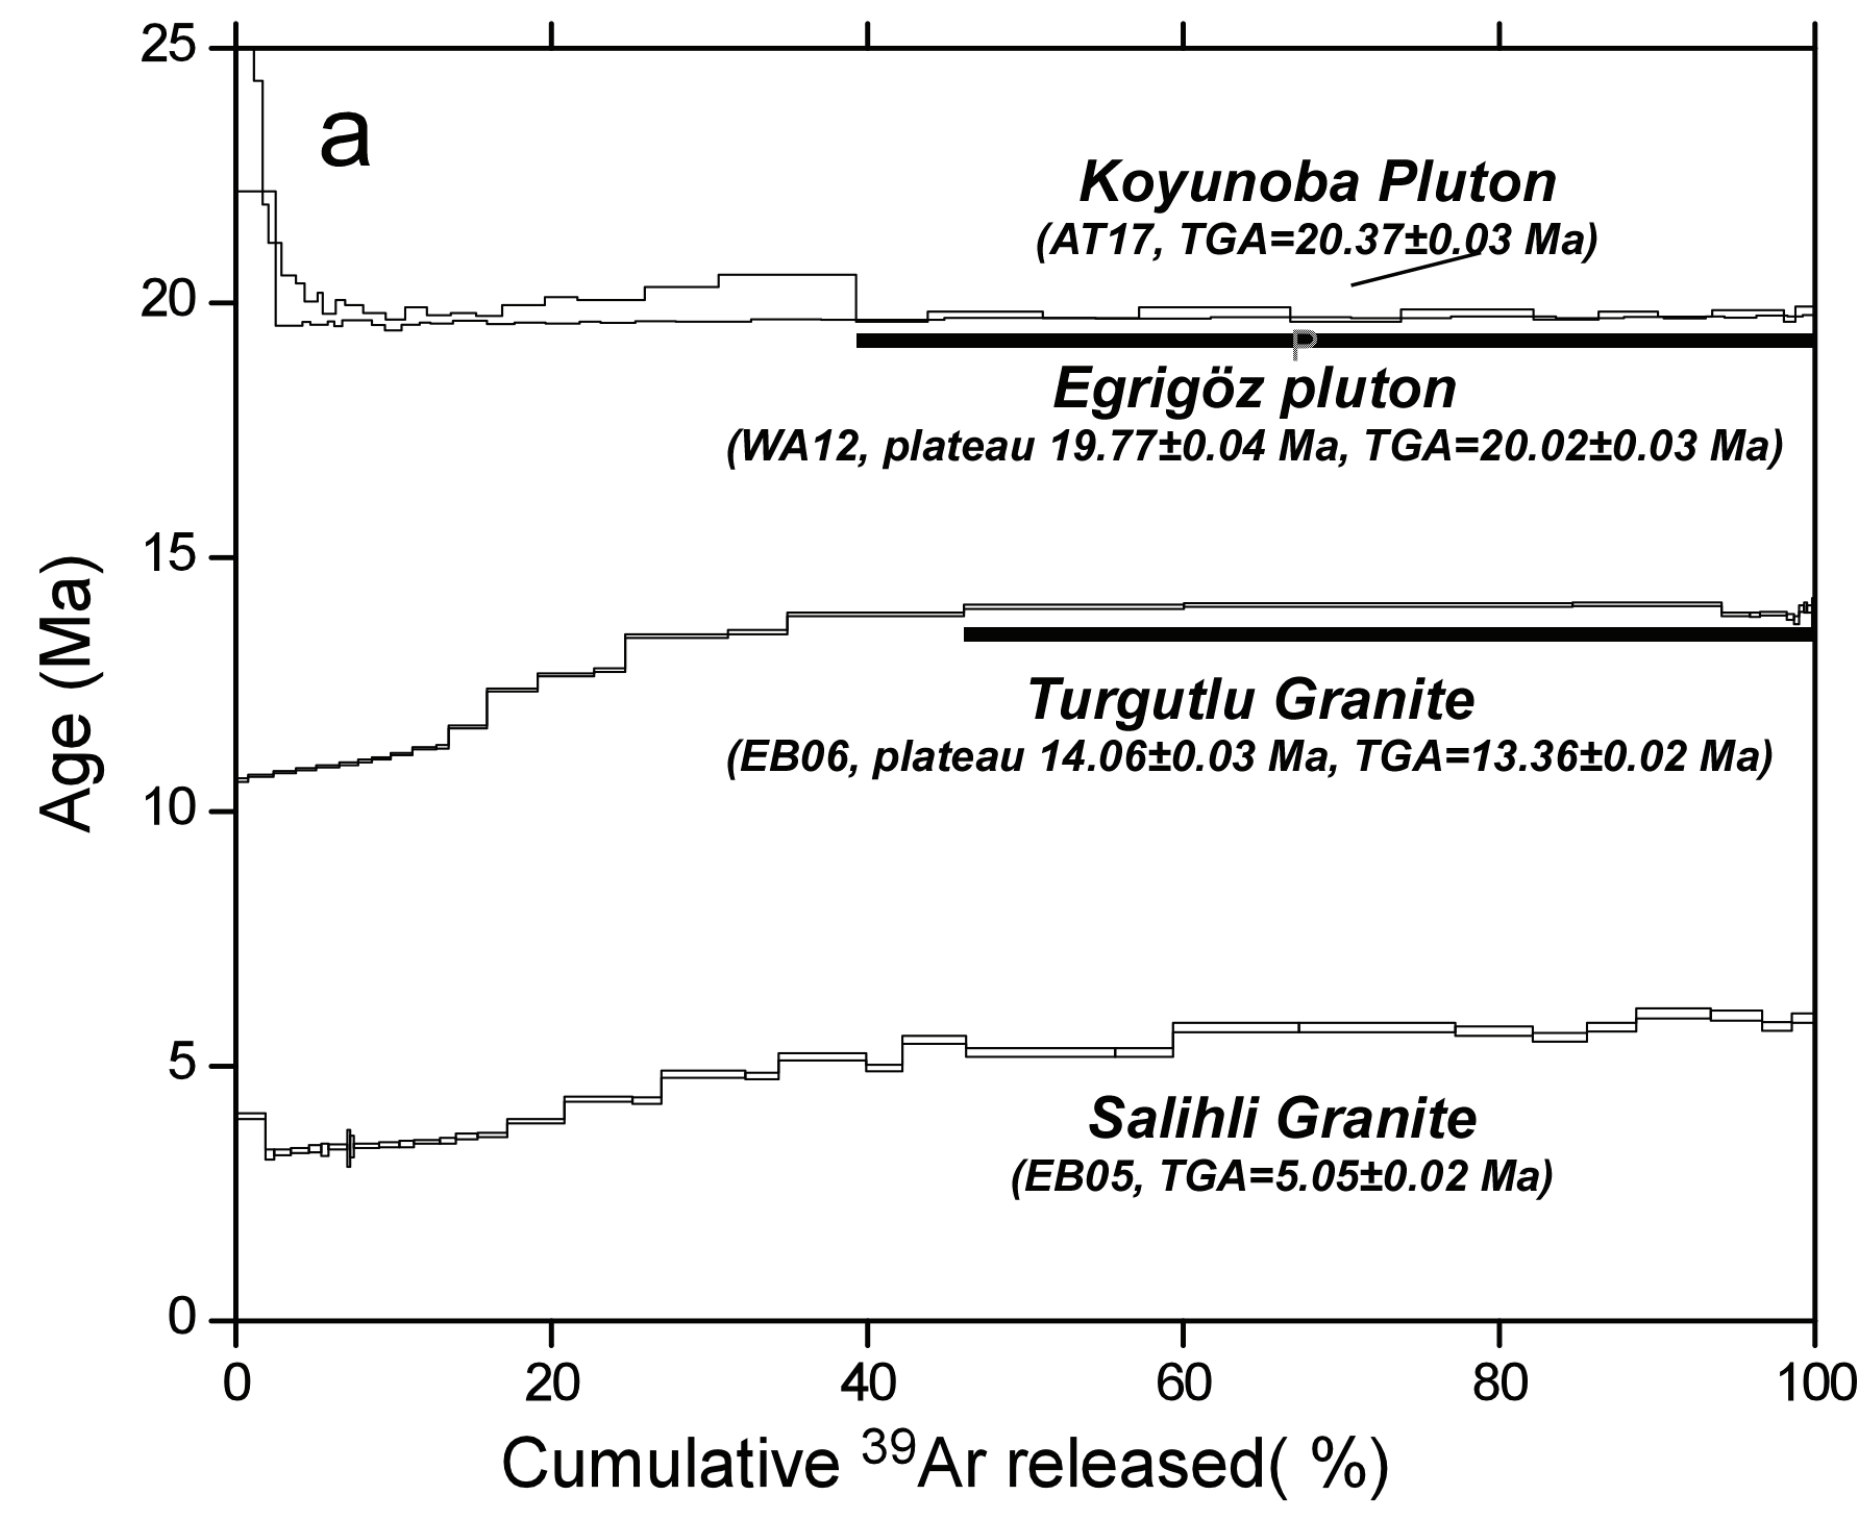 25
a
Koyunoba Pluton
(AT17, TGA=20.37±0.03 Ma)
20
P
Egrigöz pluton
(WA12, plateau 19.77±0.04 Ma, TGA=20.02±0.03 Ma)
15
Turgutlu Granite
(EB06, plateau 14.06±0.03 Ma, TGA=13.36±0.02 Ma)
Age (Ma)
10
5
Salihli Granite
(EB05, TGA=5.05±0.02 Ma)
0
0 20 40 60 80 100
Cumulative ³⁹Ar released( %)